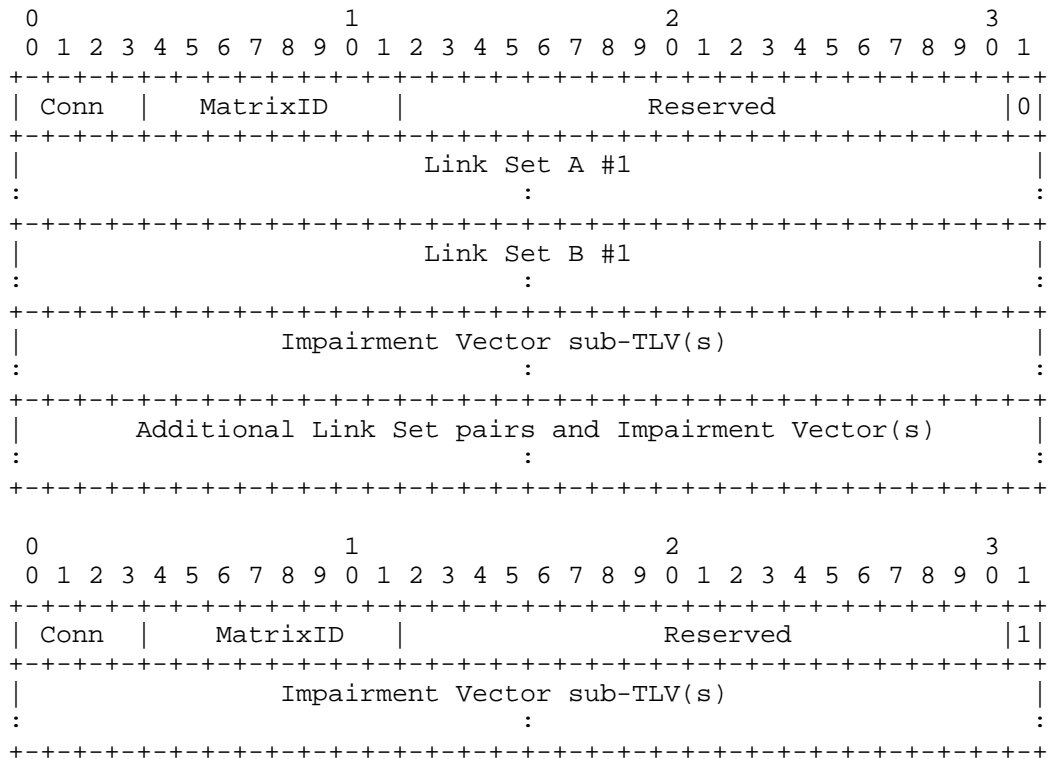 0                   1                   2                   3
 0 1 2 3 4 5 6 7 8 9 0 1 2 3 4 5 6 7 8 9 0 1 2 3 4 5 6 7 8 9 0 1
+-+-+-+-+-+-+-+-+-+-+-+-+-+-+-+-+-+-+-+-+-+-+-+-+-+-+-+-+-+-+-+-+
| Conn  |   MatrixID    |               Reserved              |0|
+-+-+-+-+-+-+-+-+-+-+-+-+-+-+-+-+-+-+-+-+-+-+-+-+-+-+-+-+-+-+-+-+
|                         Link Set A #1                         |
:                               :                               :
+-+-+-+-+-+-+-+-+-+-+-+-+-+-+-+-+-+-+-+-+-+-+-+-+-+-+-+-+-+-+-+-+
|                         Link Set B #1                         |
:                               :                               :
+-+-+-+-+-+-+-+-+-+-+-+-+-+-+-+-+-+-+-+-+-+-+-+-+-+-+-+-+-+-+-+-+
|                Impairment Vector sub-TLV(s)                   |
:                               :                               :
+-+-+-+-+-+-+-+-+-+-+-+-+-+-+-+-+-+-+-+-+-+-+-+-+-+-+-+-+-+-+-+-+
|       Additional Link Set pairs and Impairment Vector(s)      |
:                               :                               :
+-+-+-+-+-+-+-+-+-+-+-+-+-+-+-+-+-+-+-+-+-+-+-+-+-+-+-+-+-+-+-+-+
 0                   1                   2                   3
 0 1 2 3 4 5 6 7 8 9 0 1 2 3 4 5 6 7 8 9 0 1 2 3 4 5 6 7 8 9 0 1
+-+-+-+-+-+-+-+-+-+-+-+-+-+-+-+-+-+-+-+-+-+-+-+-+-+-+-+-+-+-+-+-+
| Conn  |    MatrixID   |                Reserved             |1|
+-+-+-+-+-+-+-+-+-+-+-+-+-+-+-+-+-+-+-+-+-+-+-+-+-+-+-+-+-+-+-+-+
|                Impairment Vector sub-TLV(s)                   |
:                               :                               :
+-+-+-+-+-+-+-+-+-+-+-+-+-+-+-+-+-+-+-+-+-+-+-+-+-+-+-+-+-+-+-+-+